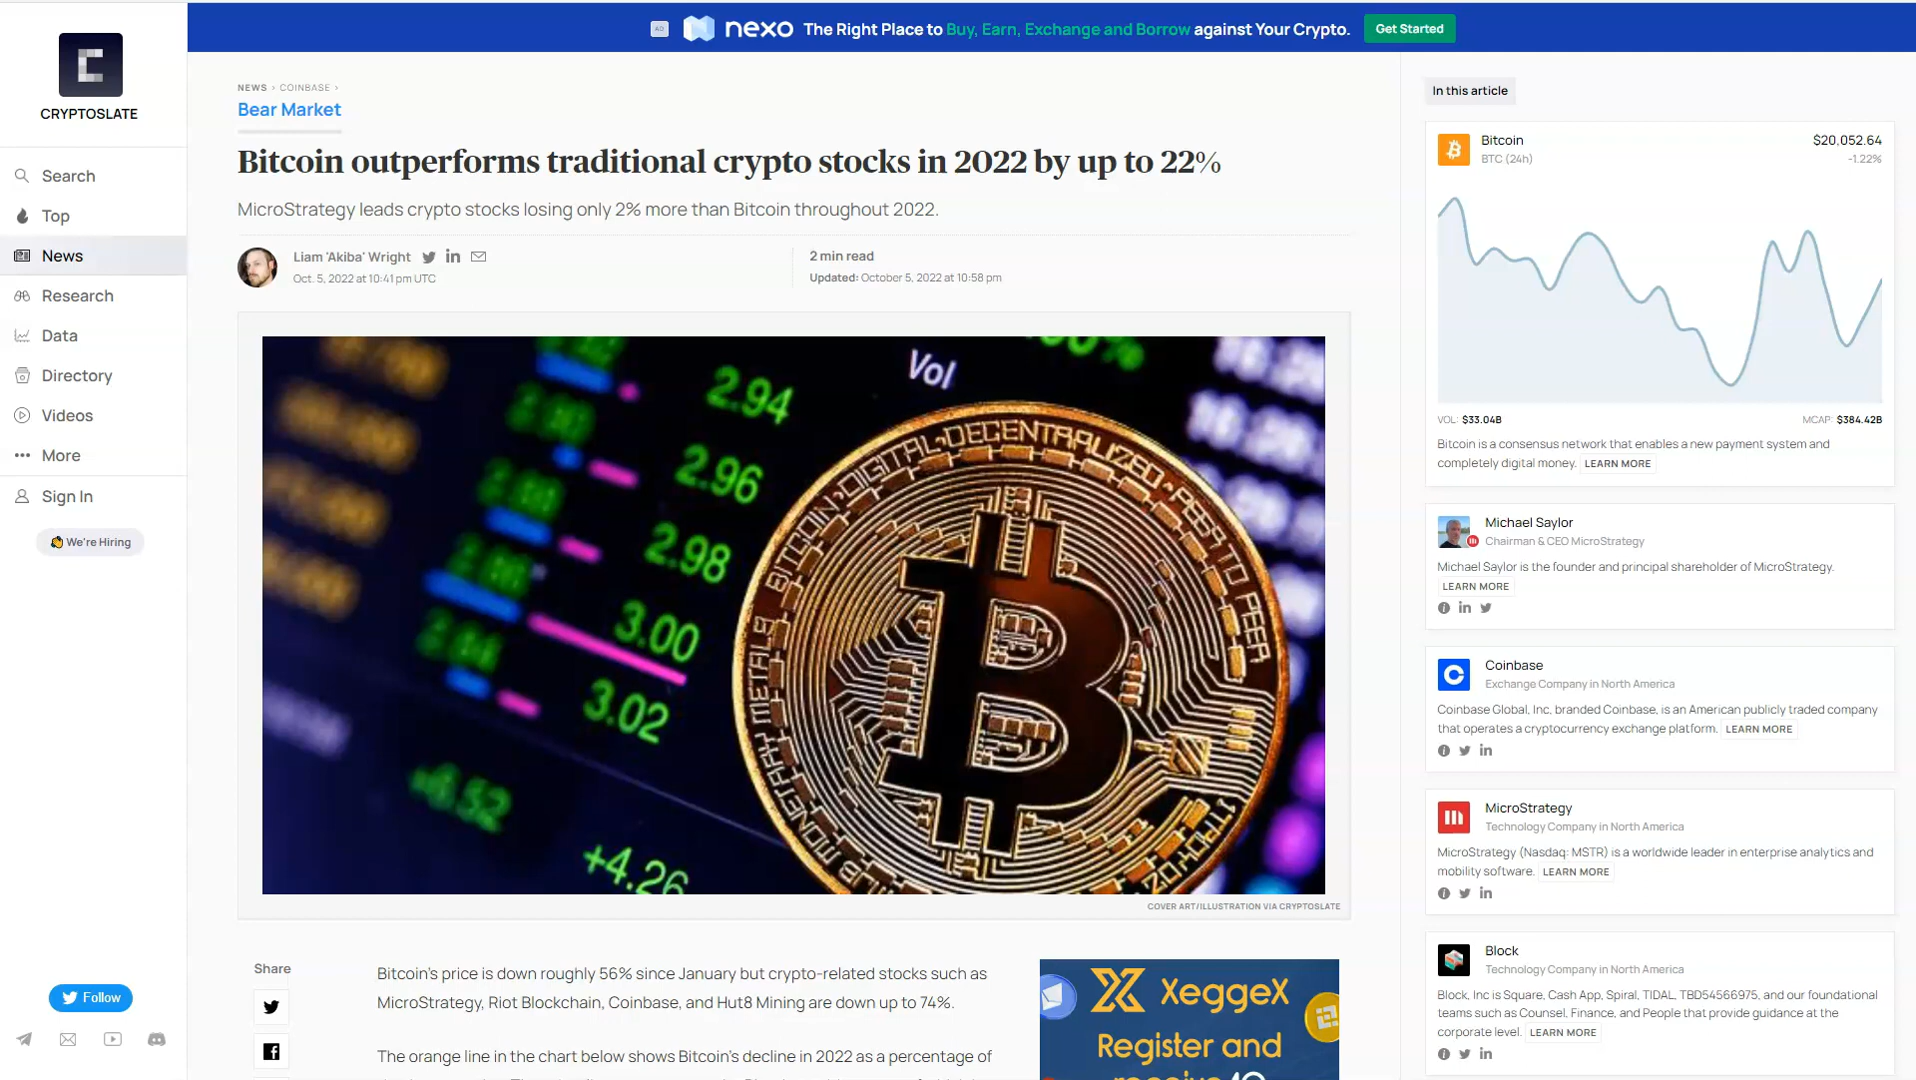 AD nexo The Right Place to Buy, Earn, Exchange and Borrow against Your Crypto. Get Started
CRYPTOSLATE
Search
Top
News
Research
Data
Directory
Videos
More
Sign In
We're Hiring
Follow
NEWS > COINBASE >
Bear Market
Bitcoin outperforms traditional crypto stocks in 2022 by up to 22%
MicroStrategy leads crypto stocks losing only 2% more than Bitcoin throughout 2022.
Liam 'Akiba' Wright
Oct. 5, 2022 at 10:41 pm UTC
2 min read
Updated: October 5, 2022 at 10:58 pm
Vol
2.94
2.96
2.98
3.00
3.02
+4.26
BITCOIN·DIGITAL·DECENTRALIZED·PEER TO PEER
COVER ART/ILLUSTRATION VIA CRYPTOSLATE
Share
Bitcoin's price is down roughly 56% since January but crypto-related stocks such as
MicroStrategy, Riot Blockchain, Coinbase, and Hut8 Mining are down up to 74%.
The orange line in the chart below shows Bitcoin's decline in 2022 as a percentage of
XeggeX
Register and
In this article
Bitcoin $20,052.64
BTC (24h) -1.22%
VOL: $33.04B MCAP: $384.42B
Bitcoin is a consensus network that enables a new payment system and
completely digital money. LEARN MORE
Michael Saylor
Chairman & CEO MicroStrategy
Michael Saylor is the founder and principal shareholder of MicroStrategy.
LEARN MORE
Coinbase
Exchange Company in North America
Coinbase Global, Inc, branded Coinbase, is an American publicly traded company
that operates a cryptocurrency exchange platform. LEARN MORE
MicroStrategy
Technology Company in North America
MicroStrategy (Nasdaq: MSTR) is a worldwide leader in enterprise analytics and
mobility software. LEARN MORE
Block
Technology Company in North America
Block, Inc is Square, Cash App, Spiral, TIDAL, TBD54566975, and our foundational
teams such as Counsel, Finance, and People that provide guidance at the
corporate level. LEARN MORE